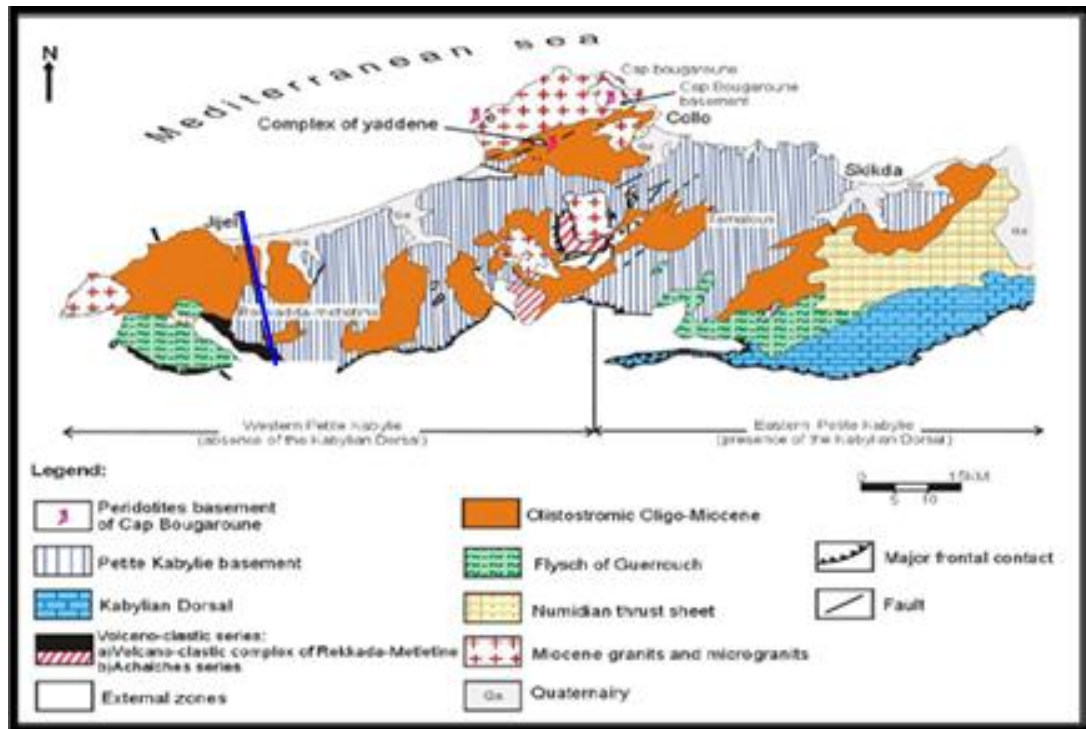 N
Mediterranean sea
Cap bougaroune
Cap Bougaroune
basement
Complex of yaddene
Collo
Skikda
Jijel
Tamalous
Western Petite Kabylie
(absence of the Kabylian Dorsal)
Eastern Petite Kabylie
(presence of the Kabylian Dorsal)
Legend:
15KM
5 10
Peridotites basement
of Cap Bougaroune
Petite Kabylie basement
Kabylian Dorsal
Volcano-clastic series:
a)Volcano-clastic complex of Rekkada-Metletine
b)Achaiches series
External zones
Olistostromic Oligo-Miocene
Flysch of Guerrouch
Numidian thrust sheet
Miocene granits and microgranits
Qa
Quaternairy
Major frontal contact
Fault